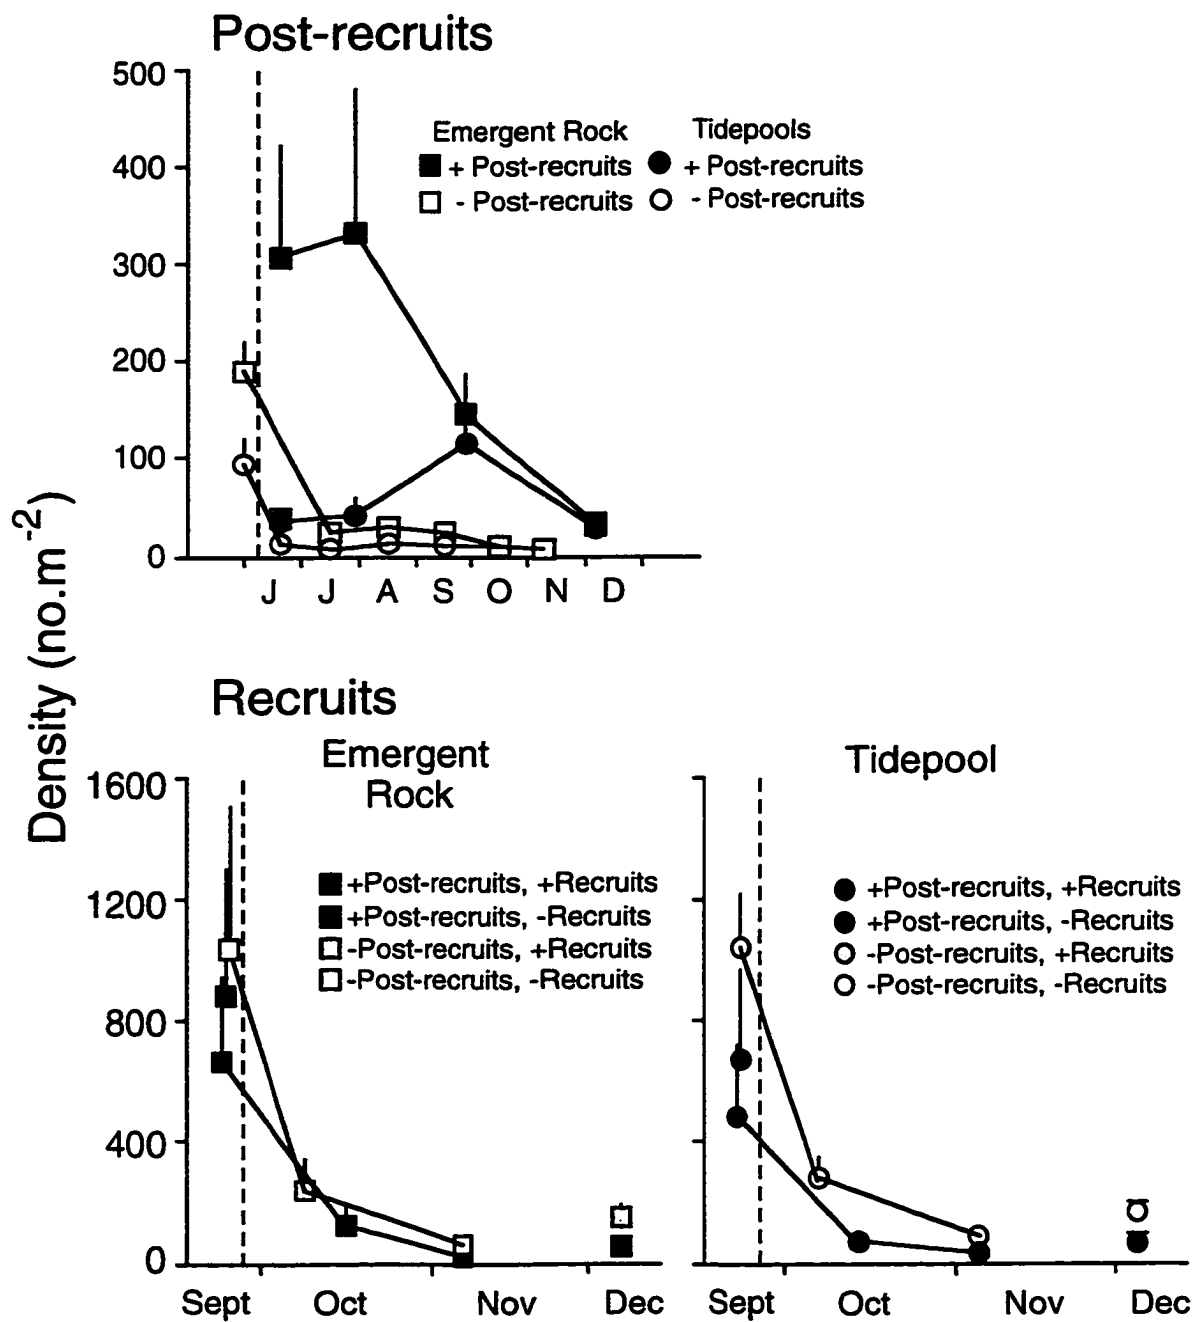 Post-recruits
500
400
300
200
100
0
Emergent Rock Tidepools
+ Post-recruits + Post-recruits
- Post-recruits - Post-recruits
J J A S O N D
Density (no.m-2)
Recruits
Emergent
Rock
1600
1200
800
400
0
+Post-recruits, +Recruits
+Post-recruits, -Recruits
-Post-recruits, +Recruits
-Post-recruits, -Recruits
Sept Oct Nov Dec
Tidepool
+Post-recruits, +Recruits
+Post-recruits, -Recruits
-Post-recruits, +Recruits
-Post-recruits, -Recruits
Sept Oct Nov Dec